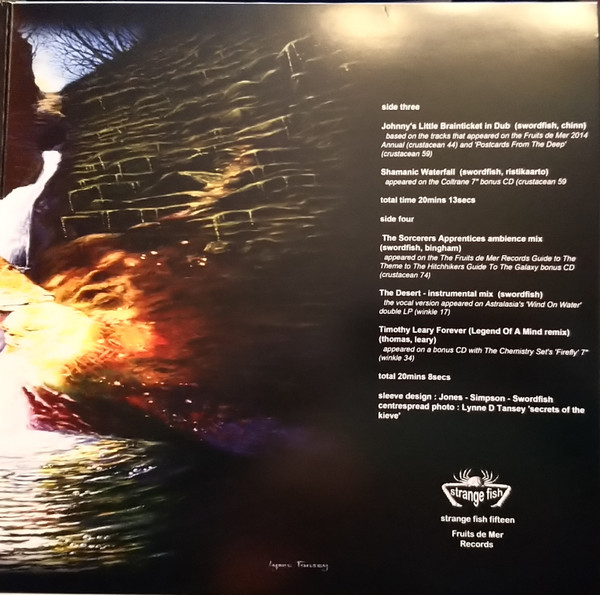 side three
Johnny's Little Brainticket in Dub (swordfish, chinn)
based on the tracks that appeared on the Fruits de Mer 2014
Annual (crustacean 44) and 'Postcards From The Deep'
(crustacean 59)
Shamanic Waterfall (swordfish, ristikaarto)
appeared on the Coltrane 7" bonus CD (crustacean 59
total time 20mins 13secs
side four
The Sorcerers Apprentices ambience mix
(swordfish, bingham)
appeared on the The Fruits de Mer Records Guide to The
Theme to The Hitchhikers Guide To The Galaxy bonus CD
(crustacean 74)
The Desert - instrumental mix (swordfish)
the vocal version appeared on Astralasia's 'Wind On Water'
double LP (winkle 17)
Timothy Leary Forever (Legend Of A Mind remix)
(thomas, leary)
appeared on a bonus CD with The Chemistry Set's 'Firefly' 7"
(winkle 34)
total 20mins 8secs
sleeve design : Jones - Simpson - Swordfish
centrespread photo : Lynne D Tansey 'secrets of the
kieve'
strange fish
strange fish fifteen
Fruits de Mer
Records